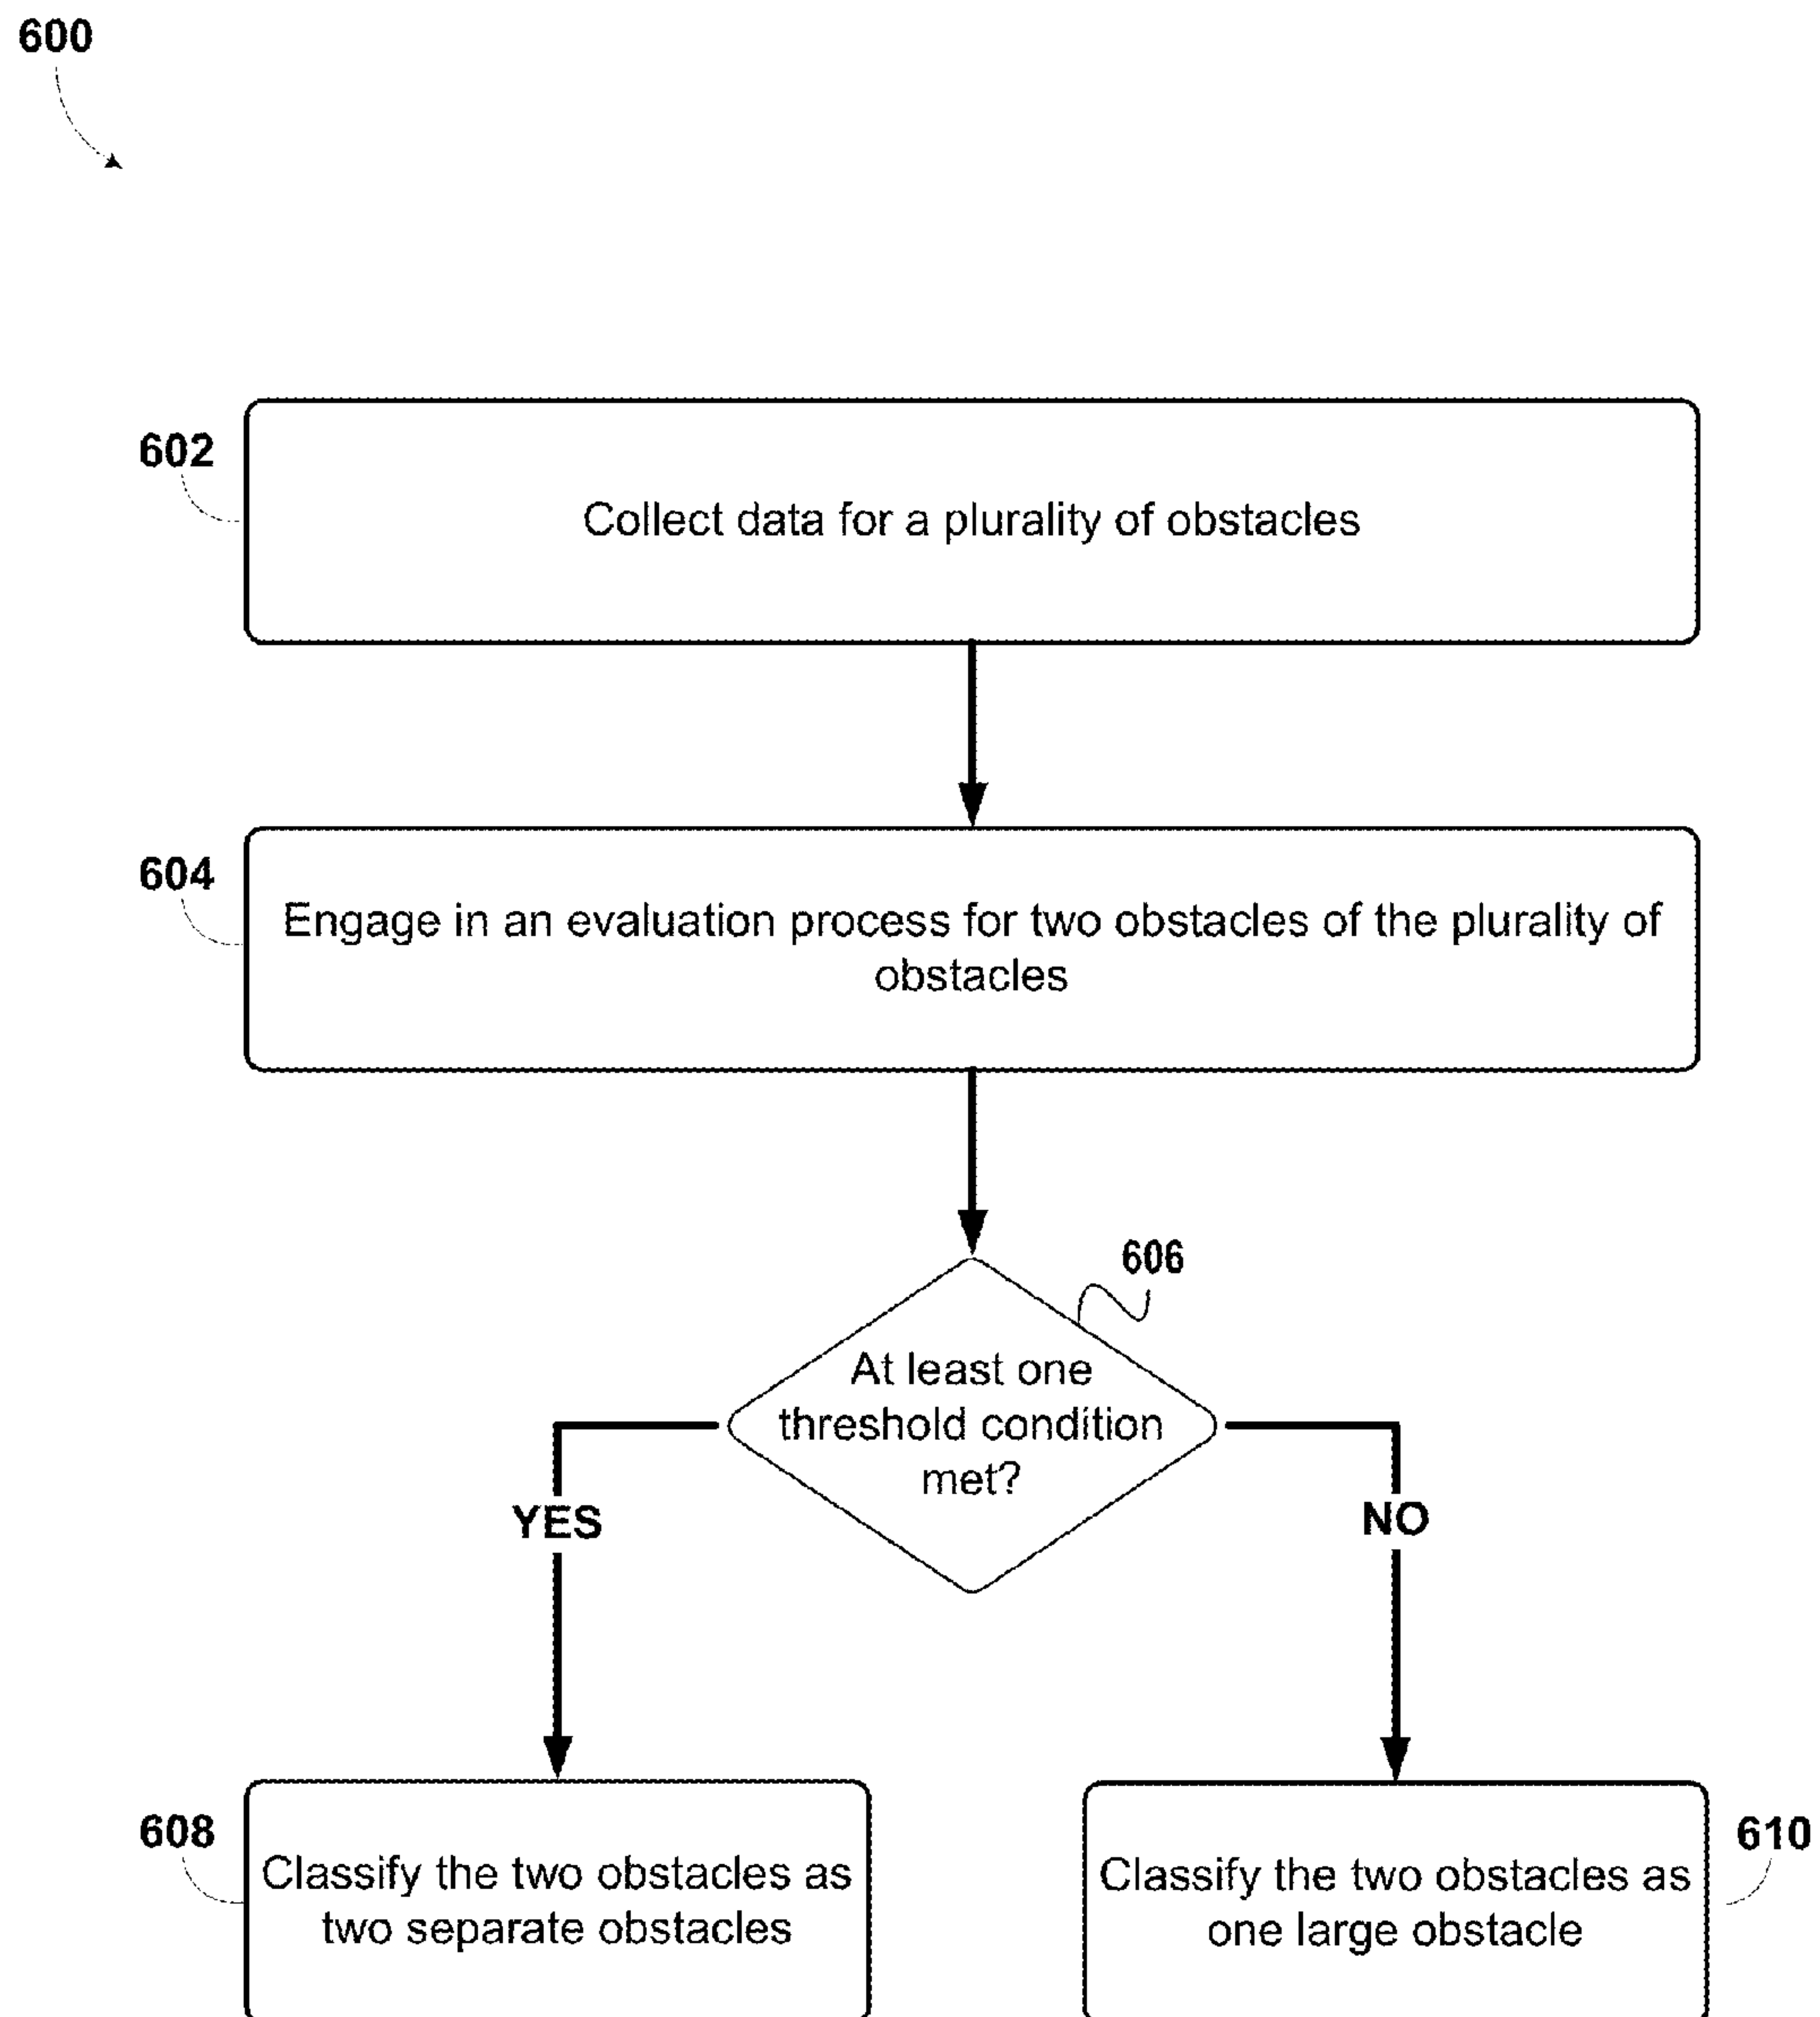 600
602
Collect data for a plurality of obstacles
604
Engage in an evaluation process for two obstacles of the plurality of
obstacles
606
At least one
threshold condition
met?
YES
NO
608
Classify the two obstacles as
two separate obstacles
610
Classify the two obstacles as
one large obstacle